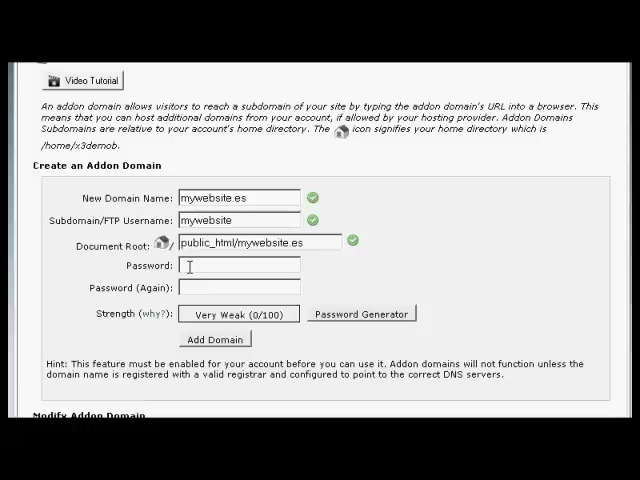 Video Tutorial
An addon domain allows visitors to reach a subdomain of your site by typing the addon domain's URL into a browser. This
means that you can host additional domains from your account, if allowed by your hosting provider. Addon Domains
Subdomains are relative to your account's home directory. The icon signifies your home directory which is
/home/x3demob.
Create an Addon Domain
New Domain Name: mywebsite.es
Subdomain/FTP Username: mywebsite
Document Root: / public_html/mywebsite.es
Password:
Password (Again):
Strength (why?): Very Weak (0/100) Password Generator
Add Domain
Hint: This feature must be enabled for your account before you can use it. Addon domains will not function unless the
domain name is registered with a valid registrar and configured to point to the correct DNS servers.
Modify Addon Domain